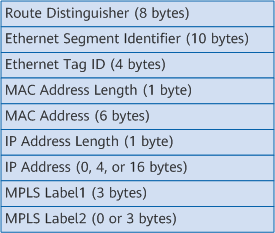 Route Distinguisher (8 bytes)
Ethernet Segment Identifier (10 bytes)
Ethernet Tag ID (4 bytes)
MAC Address Length (1 byte)
MAC Address (6 bytes)
IP Address Length (1 byte)
IP Address (0, 4, or 16 bytes)
MPLS Label1 (3 bytes)
MPLS Label2 (0 or 3 bytes)